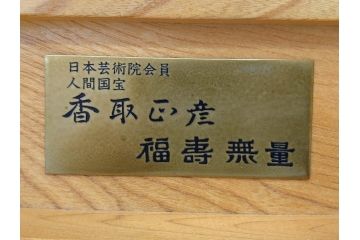 日本芸術院会員
人間国宝
香取正彦
福壽無量